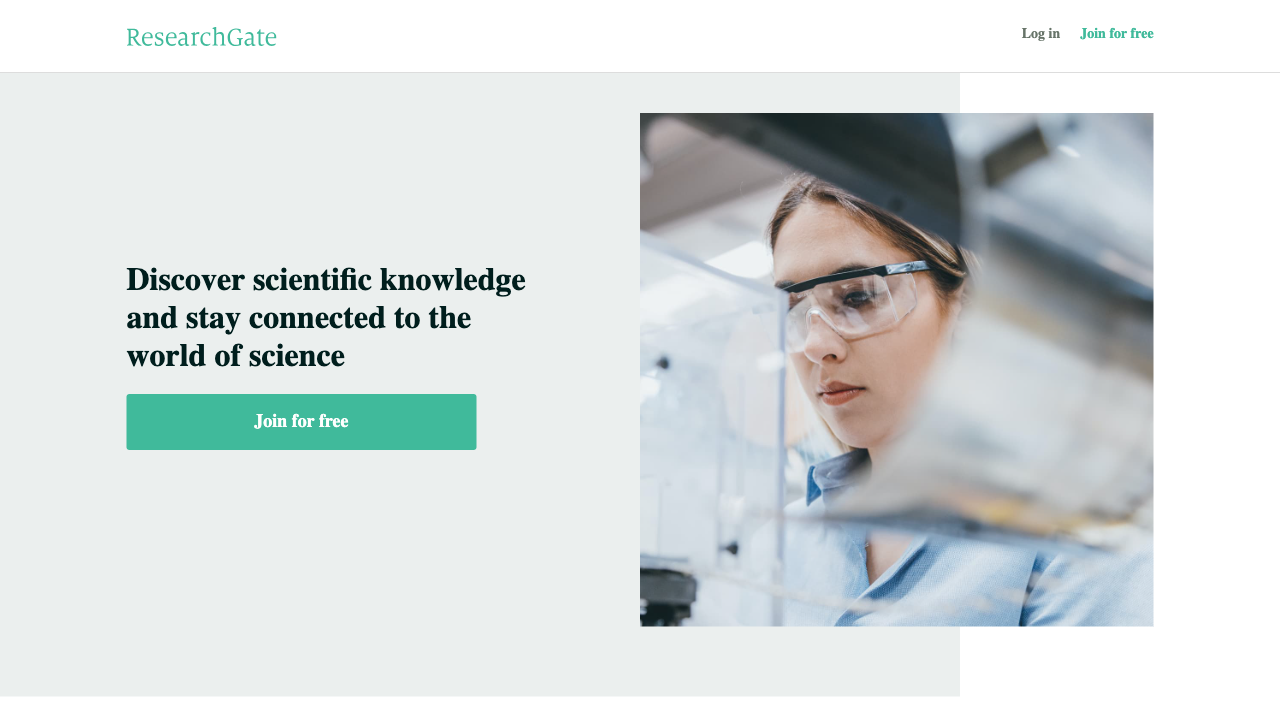 ResearchGate
Log in
Join for free
Discover scientific knowledge
and stay connected to the
world of science
Join for free